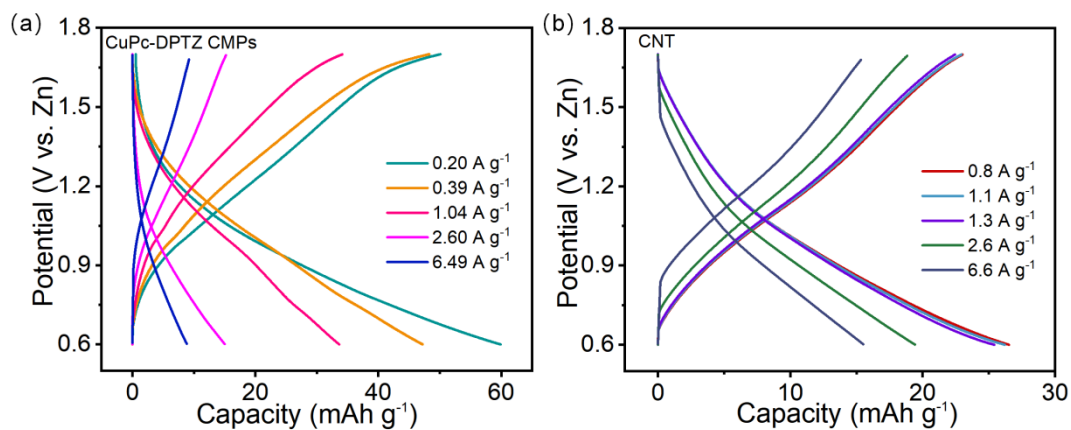 (a)
CuPc-DPTZ CMPs
Potential (V vs. Zn)
1.8
1.5
1.2
0.9
0.6
0.20 A g⁻¹
0.39 A g⁻¹
1.04 A g⁻¹
2.60 A g⁻¹
6.49 A g⁻¹
0 20 40 60
Capacity (mAh g⁻¹)
(b)
CNT
Potential (V vs. Zn)
1.8
1.5
1.2
0.9
0.6
0.8 A g⁻¹
1.1 A g⁻¹
1.3 A g⁻¹
2.6 A g⁻¹
6.6 A g⁻¹
0 10 20 30
Capacity (mAh g⁻¹)